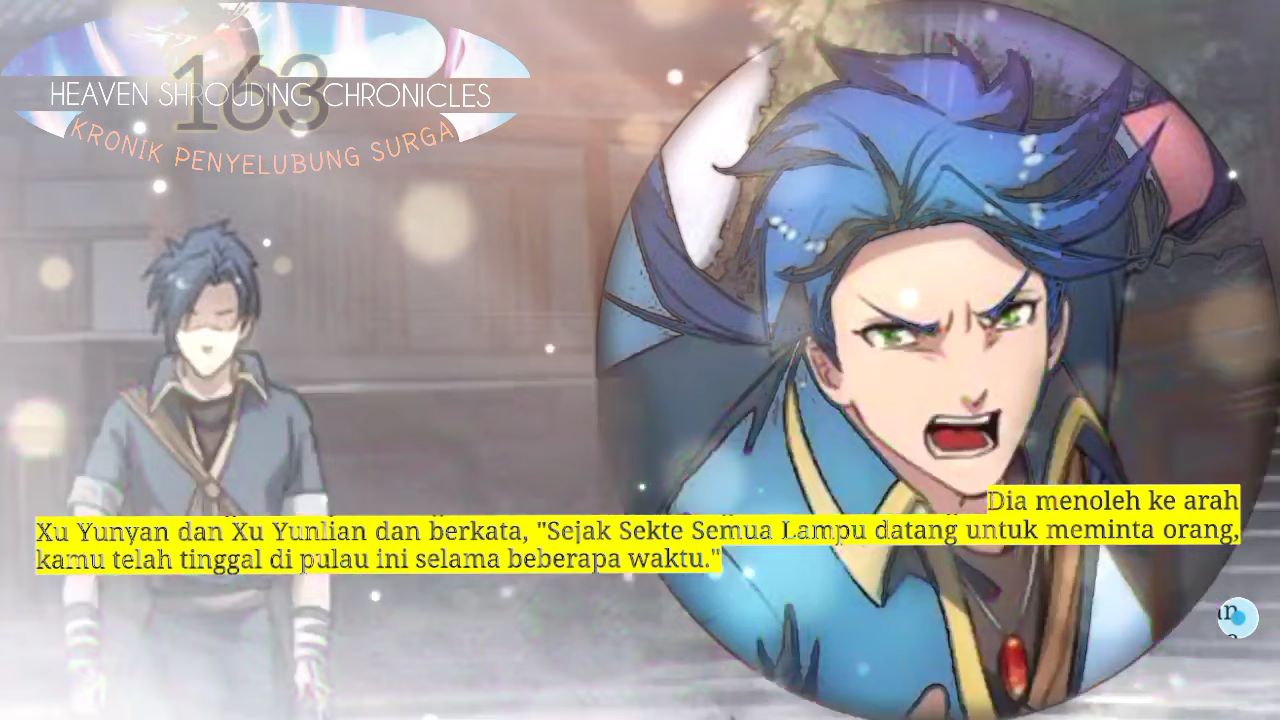 163
HEAVEN SHROUDING CHRONICLES
KRONIK PENYELUBUNG SURGA
Dia menoleh ke arah
Xu Yunyan dan Xu Yunlian dan berkata, "Sejak Sekte Semua Lampu datang untuk meminta orang,
kamu telah tinggal di pulau ini selama beberapa waktu."